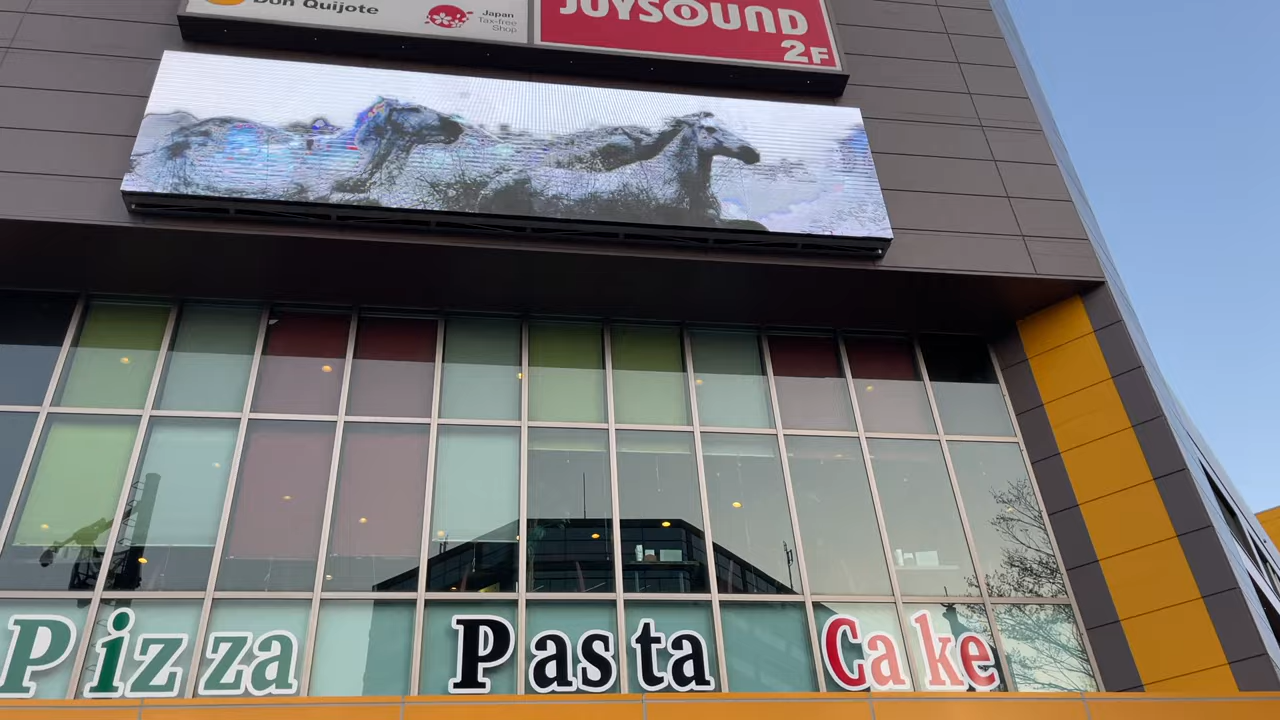 Don Quijote
Japan
Tax-free
Shop
JOYSOUND
2F
Pizza Pasta Cake